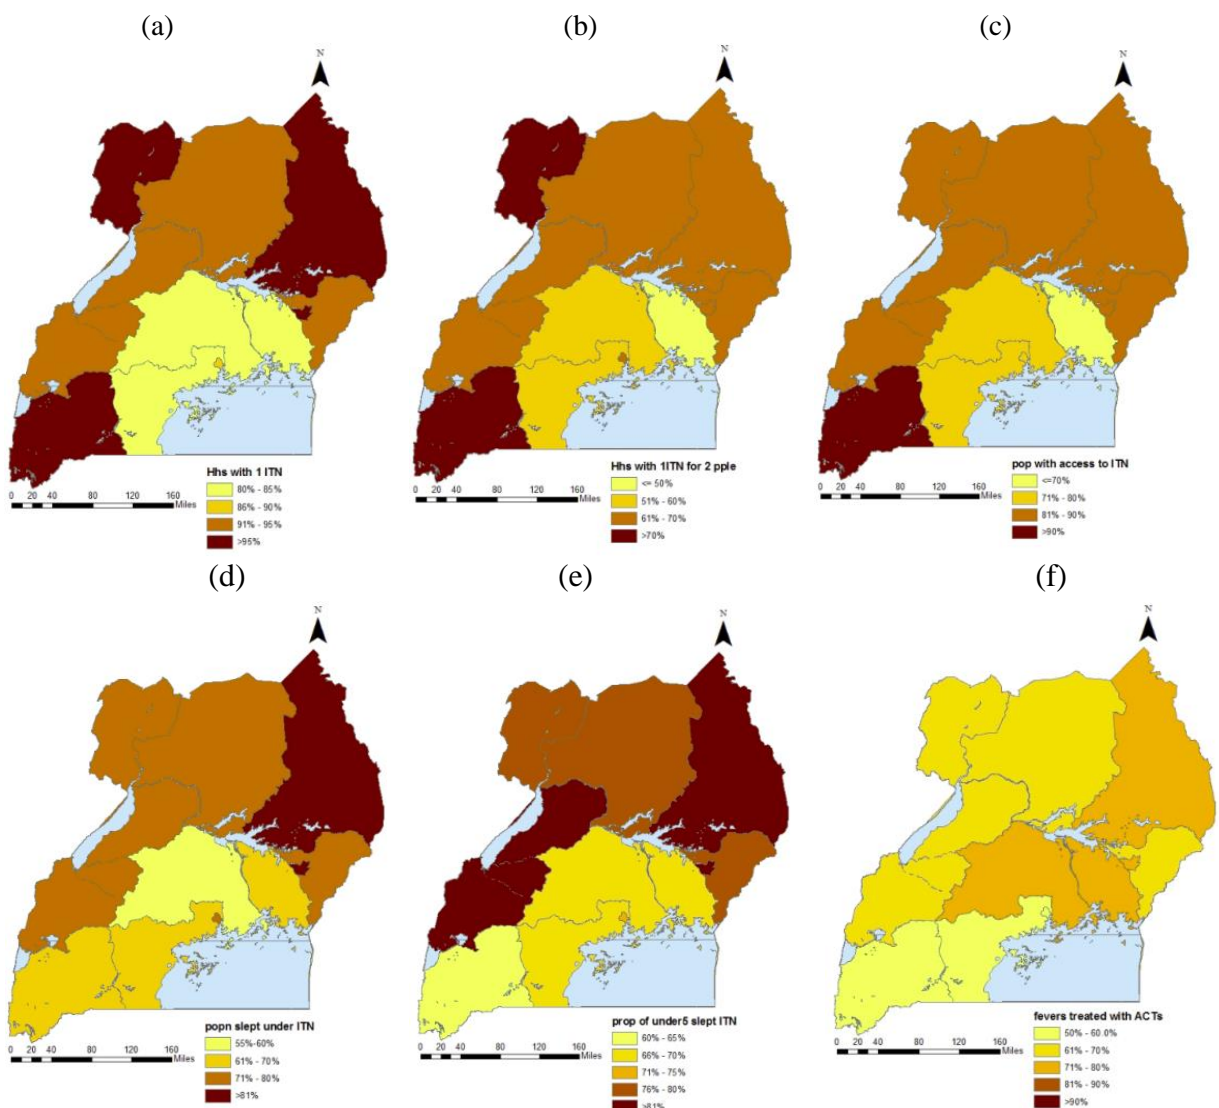 (a) (b) (c)
N N N
Hhs with 1 ITN
80% - 85%
86% - 90%
91% - 95%
>95%
0 20 40 80 120 160
Miles
Hhs with 1ITN for 2 pple
<= 50%
51% - 60%
61% - 70%
>70%
0 20 40 80 120 160
Miles
pop with access to ITN
<=70%
71% - 80%
81% - 90%
>90%
0 20 40 80 120 160
Miles
(d) (e) (f)
N N N
popn slept under ITN
55%-60%
61% - 70%
71% - 80%
>81%
0 20 40 80 120 160
Miles
prop of under5 slept ITN
60% - 65%
66% - 70%
71% - 75%
76% - 80%
>81%
0 20 40 80 120 160
Miles
fevers treated with ACTs
50% - 60.0%
61% - 70%
71% - 80%
81% - 90%
>90%
0 20 40 80 120 160
Miles